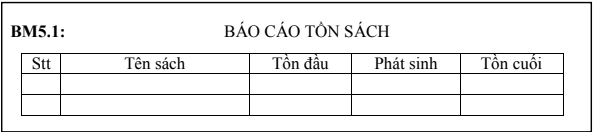 BM5.1: BÁO CÁO TỒN SÁCH
Stt Tên sách Tồn đầu Phát sinh Tồn cuối